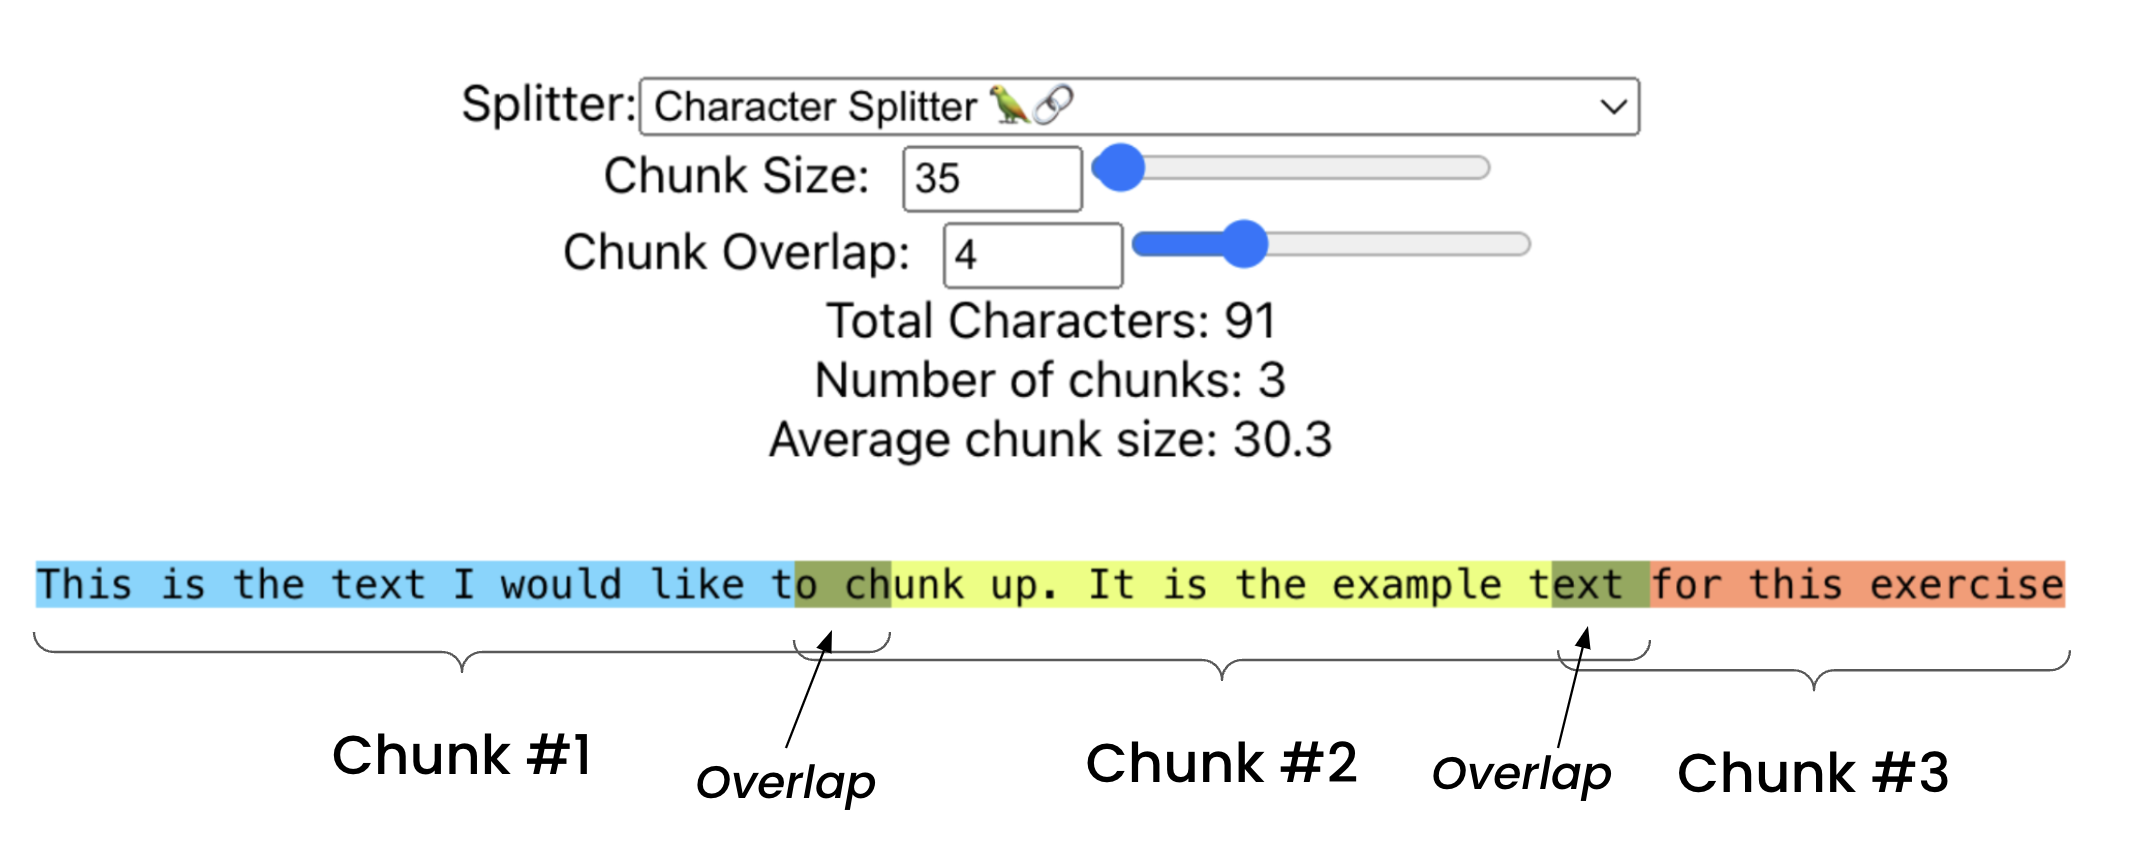 Splitter: Character Splitter 🦜🔗
Chunk Size: 35
Chunk Overlap: 4
Total Characters: 91
Number of chunks: 3
Average chunk size: 30.3
This is the text I would like to chunk up. It is the example text for this exercise
Chunk #1
Overlap
Chunk #2
Overlap
Chunk #3